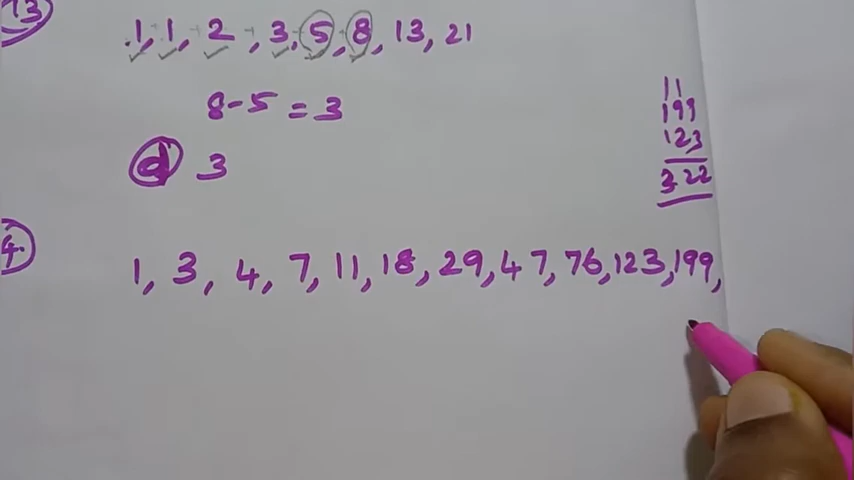 13
1, 1, 2, 3, 5, 8, 13, 21
8-5 = 3
d 3
11
199
123
322
4.
1, 3, 4, 7, 11, 18, 29, 47, 76, 123, 199,